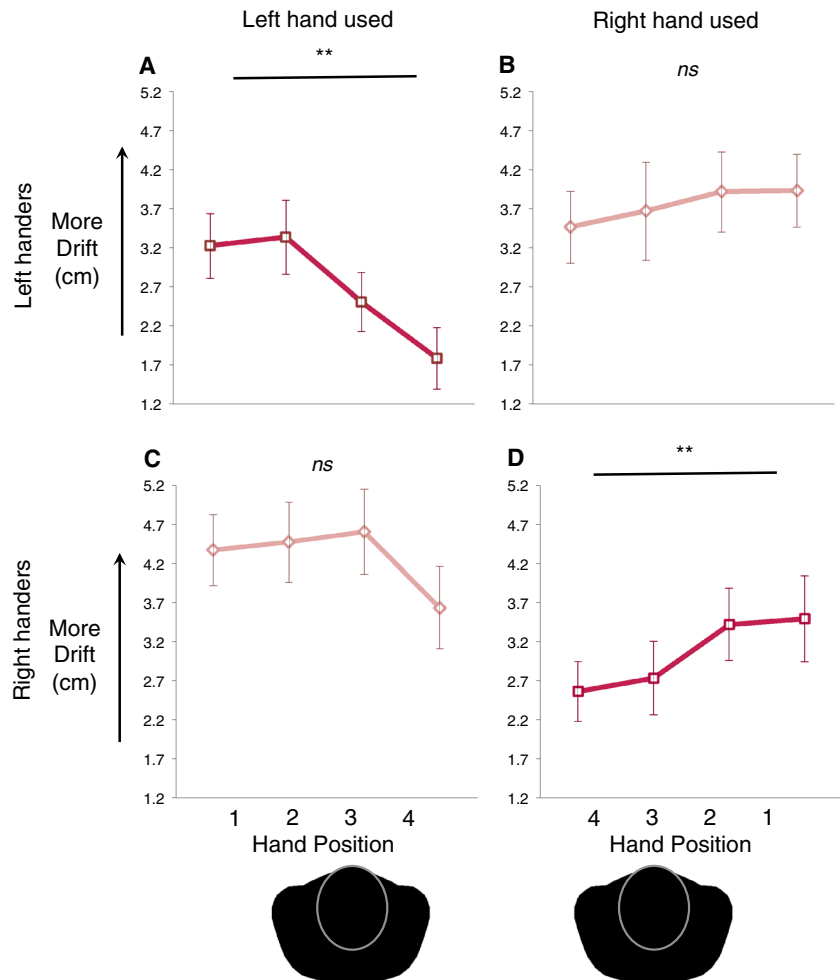 Left hand used
Right hand used
A
**
B
ns
5.2
4.7
4.2
3.7
3.2
2.7
2.2
1.7
1.2
5.2
4.7
4.2
3.7
3.2
2.7
2.2
1.7
1.2
Left handers
More
Drift
(cm)
C
ns
D
**
5.2
4.7
4.2
3.7
3.2
2.7
2.2
1.7
1.2
5.2
4.7
4.2
3.7
3.2
2.7
2.2
1.7
1.2
Right handers
More
Drift
(cm)
1 2 3 4
Hand Position
4 3 2 1
Hand Position